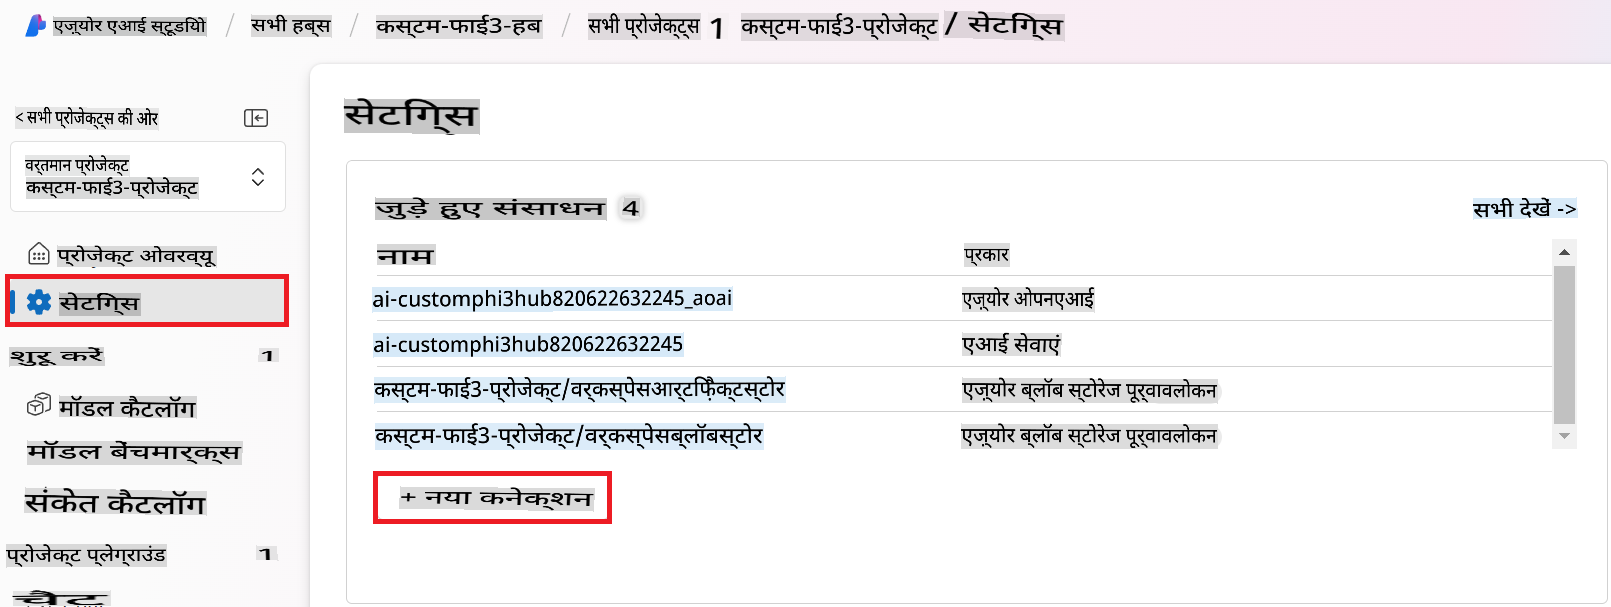 एज़्योर एआई स्टूडियो / सभी हब्स / कस्टम-फाई3-हब / सभी प्रोजेक्ट्स 1 कस्टम-फाई3-प्रोजेक्ट / सेटिंग्स
< सभी प्रोजेक्ट्स की ओर
वर्तमान प्रोजेक्ट
कस्टम-फाई3-प्रोजेक्ट
प्रोजेक्ट ओवरव्यू
सेटिंग्स
शुरू करें 1
मॉडल कैटलॉग
मॉडल बेंचमार्क्स
संकेत कैटलॉग
प्रोजेक्ट प्लेग्राउंड 1
चैट
सेटिंग्स
जुड़े हुए संसाधन 4
सभी देखें ->
नाम प्रकार
ai-customphi3hub820622632245_aoai एज़्योर ओपनएआई
ai-customphi3hub820622632245 एआई सेवाएं
कस्टम-फाई3-प्रोजेक्ट/वर्कस्पेसआर्टिफ़ैक्टस्टोर एज़्योर ब्लॉब स्टोरेज पूर्वावलोकन
कस्टम-फाई3-प्रोजेक्ट/वर्कस्पेसब्लॉबस्टोर एज़्योर ब्लॉब स्टोरेज पूर्वावलोकन
+ नया कनेक्शन